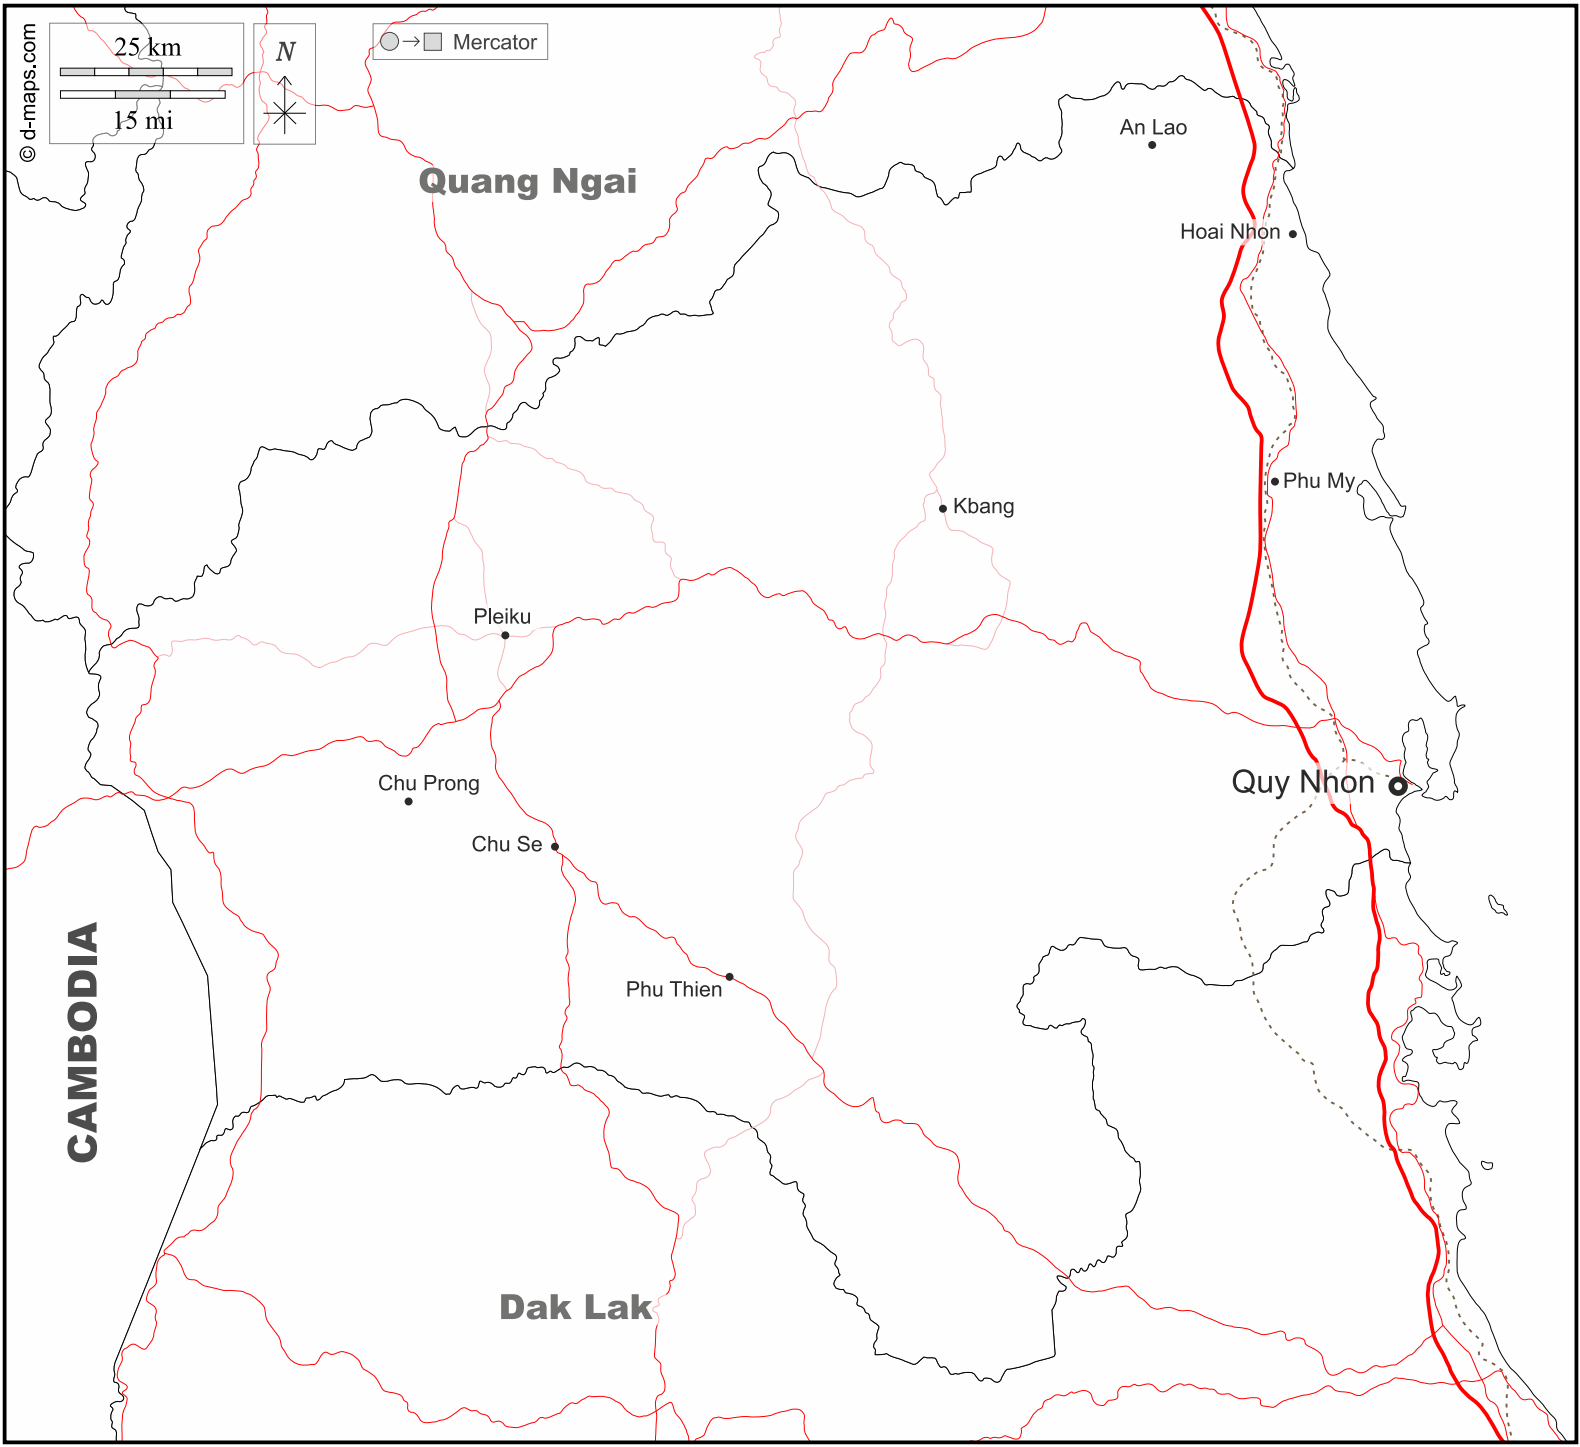 © d-maps.com
25 km
15 mi
N
Mercator
An Lao
Quang Ngai
Hoai Nhon
Phu My
Kbang
Pleiku
Quy Nhon
Chu Prong
Chu Se
CAMBODIA
Phu Thien
Dak Lak